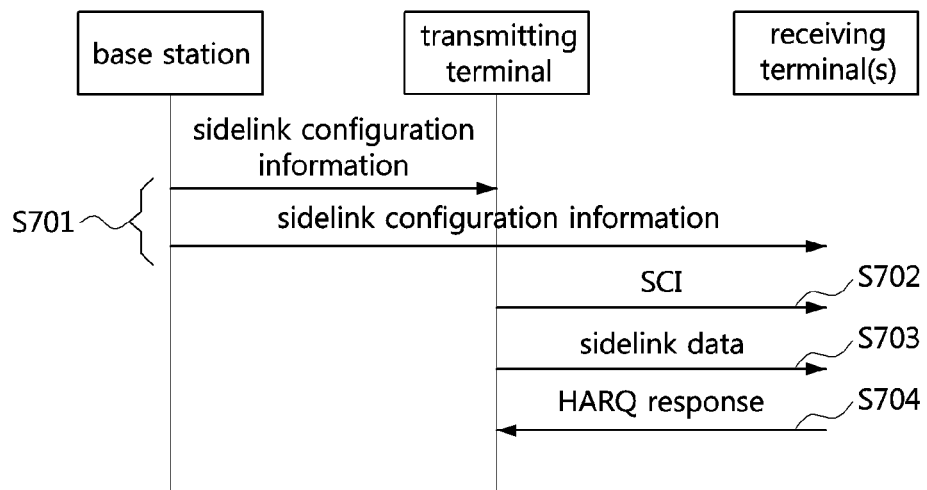 base station
transmitting
terminal
receiving
terminal(s)
sidelink configuration
information
S701
sidelink configuration information
SCI
S702
sidelink data
S703
HARQ response
S704